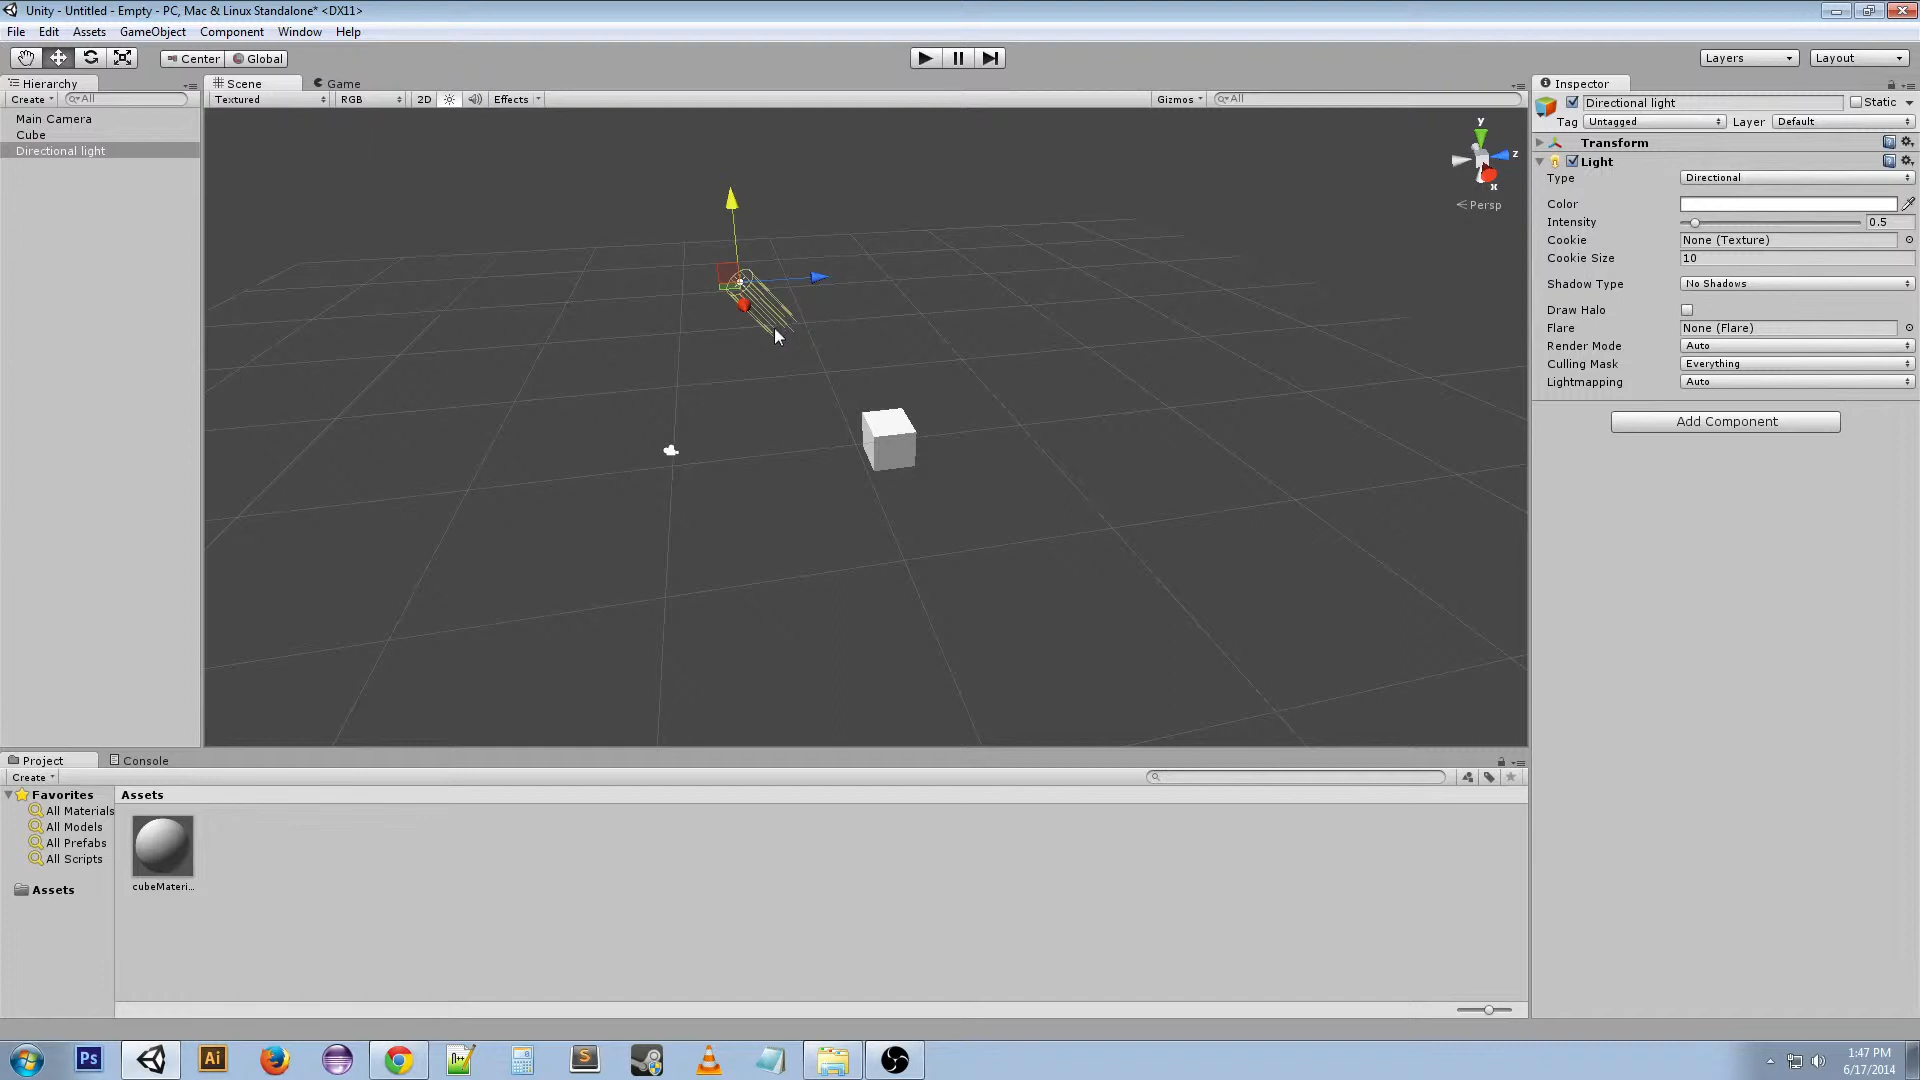 Unity - Untitled - Empty - PC, Mac & Linux Standalone* <DX11>
File Edit Assets GameObject Component Window Help
Center Global Layers Layout
Hierarchy
Create All
Main Camera
Cube
Directional light
Scene Game
Textured RGB 2D Effects Gizmos All
y
z
x
Persp
Inspector
Directional light Static
Tag Untagged Layer Default
Transform
Light
Type Directional
Color
Intensity 0.5
Cookie None (Texture)
Cookie Size 10
Shadow Type No Shadows
Draw Halo
Flare None (Flare)
Render Mode Auto
Culling Mask Everything
Lightmapping Auto
Add Component
Project Console
Create
Favorites
All Materials
All Models
All Prefabs
All Scripts
Assets
Assets
cubeMateri...
Ps
Ai
S
1:47 PM
6/17/2014